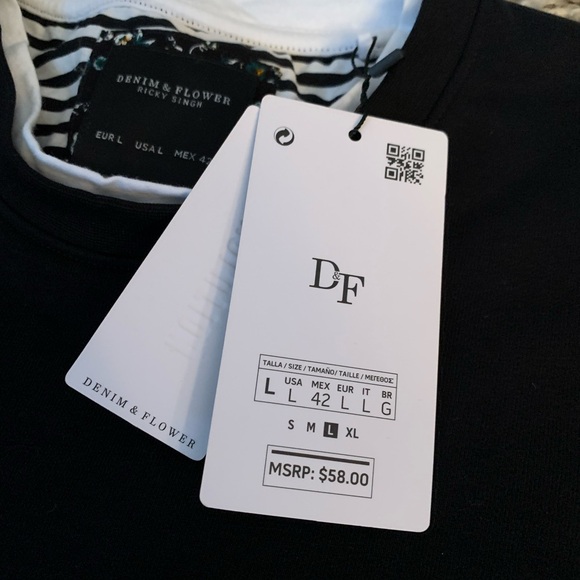 DENIM & FLOWER
RICKY SINGH
EUR L USA L MEX 42
D&F
TALLA / SIZE / TAMAÑO / TAILLE / ΜΕΓΕΘΟΣ
L USA MEX EUR IT BR
L 42 L L G
S M L XL
MSRP: $58.00
DENIM & FLOWER